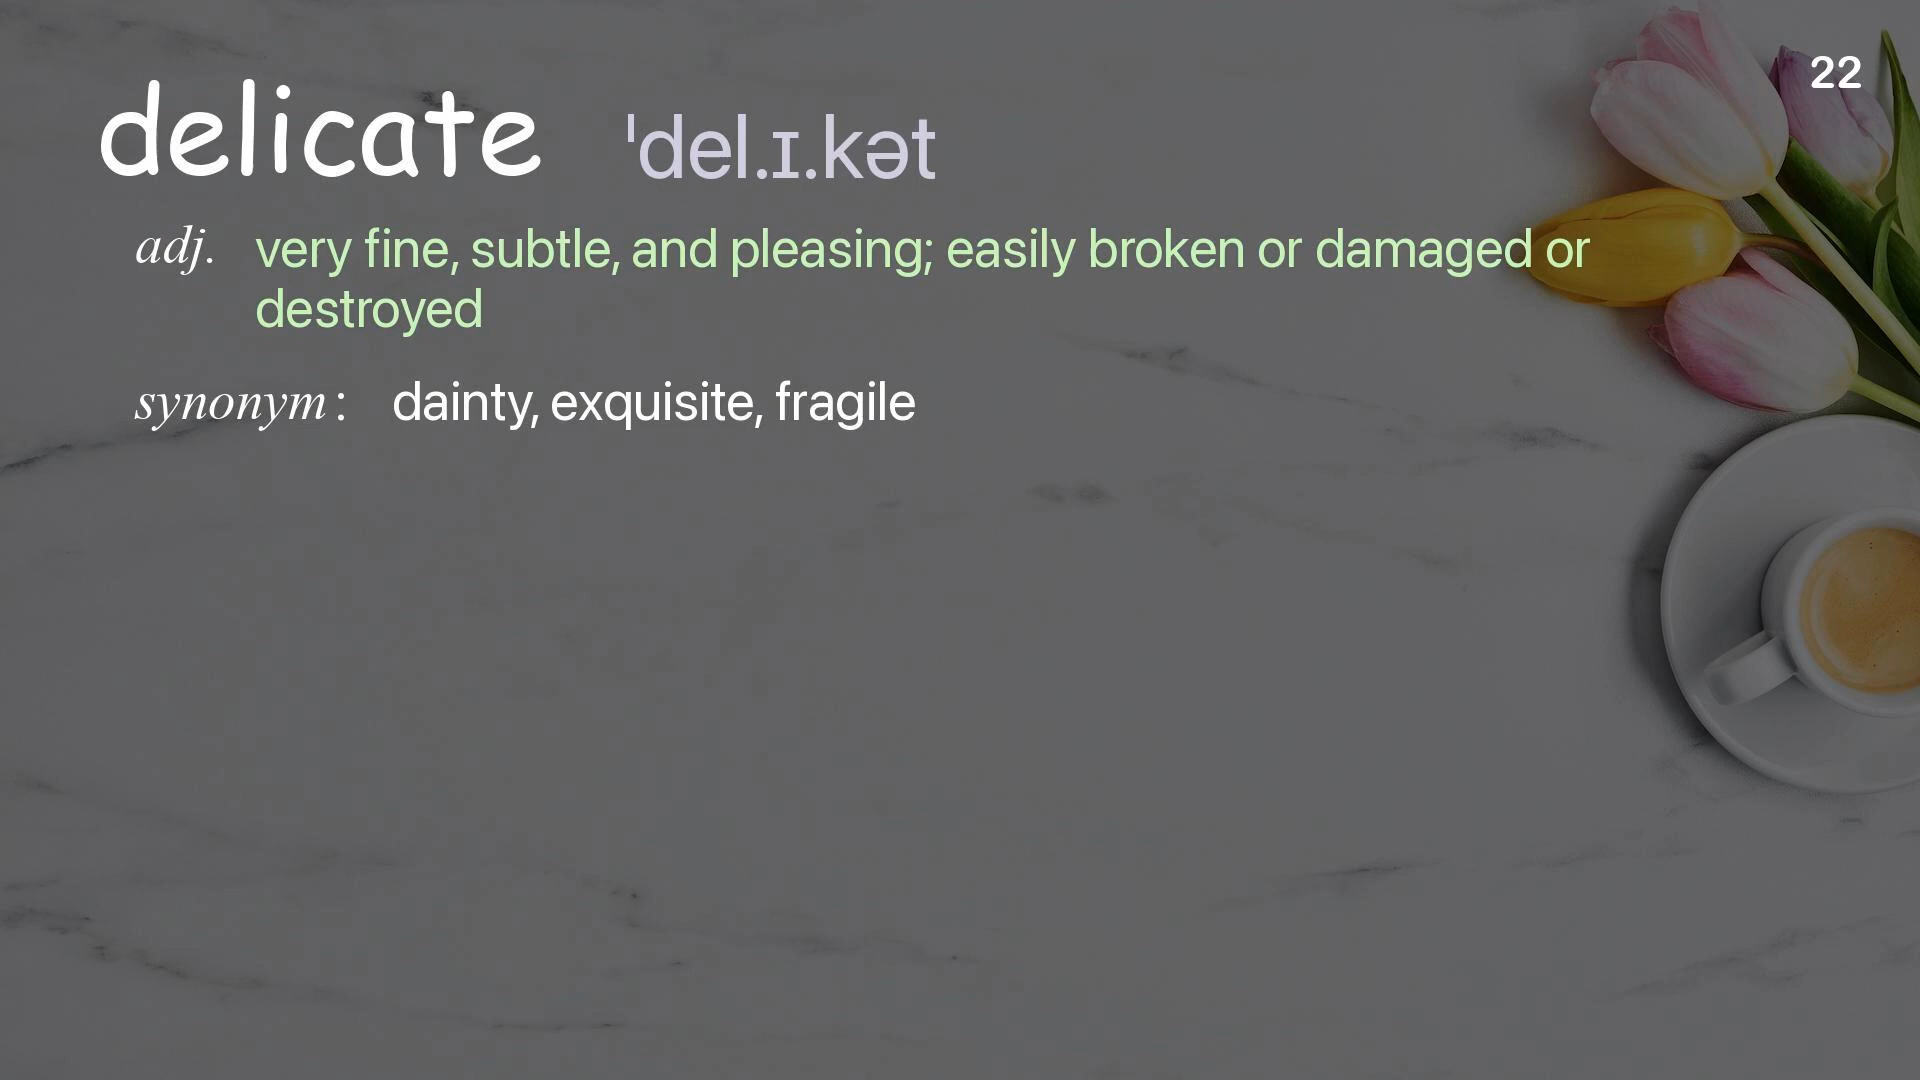 22
delicate ˈdel.ɪ.kət
adj. very fine, subtle, and pleasing; easily broken or damaged or
destroyed
synonym: dainty, exquisite, fragile